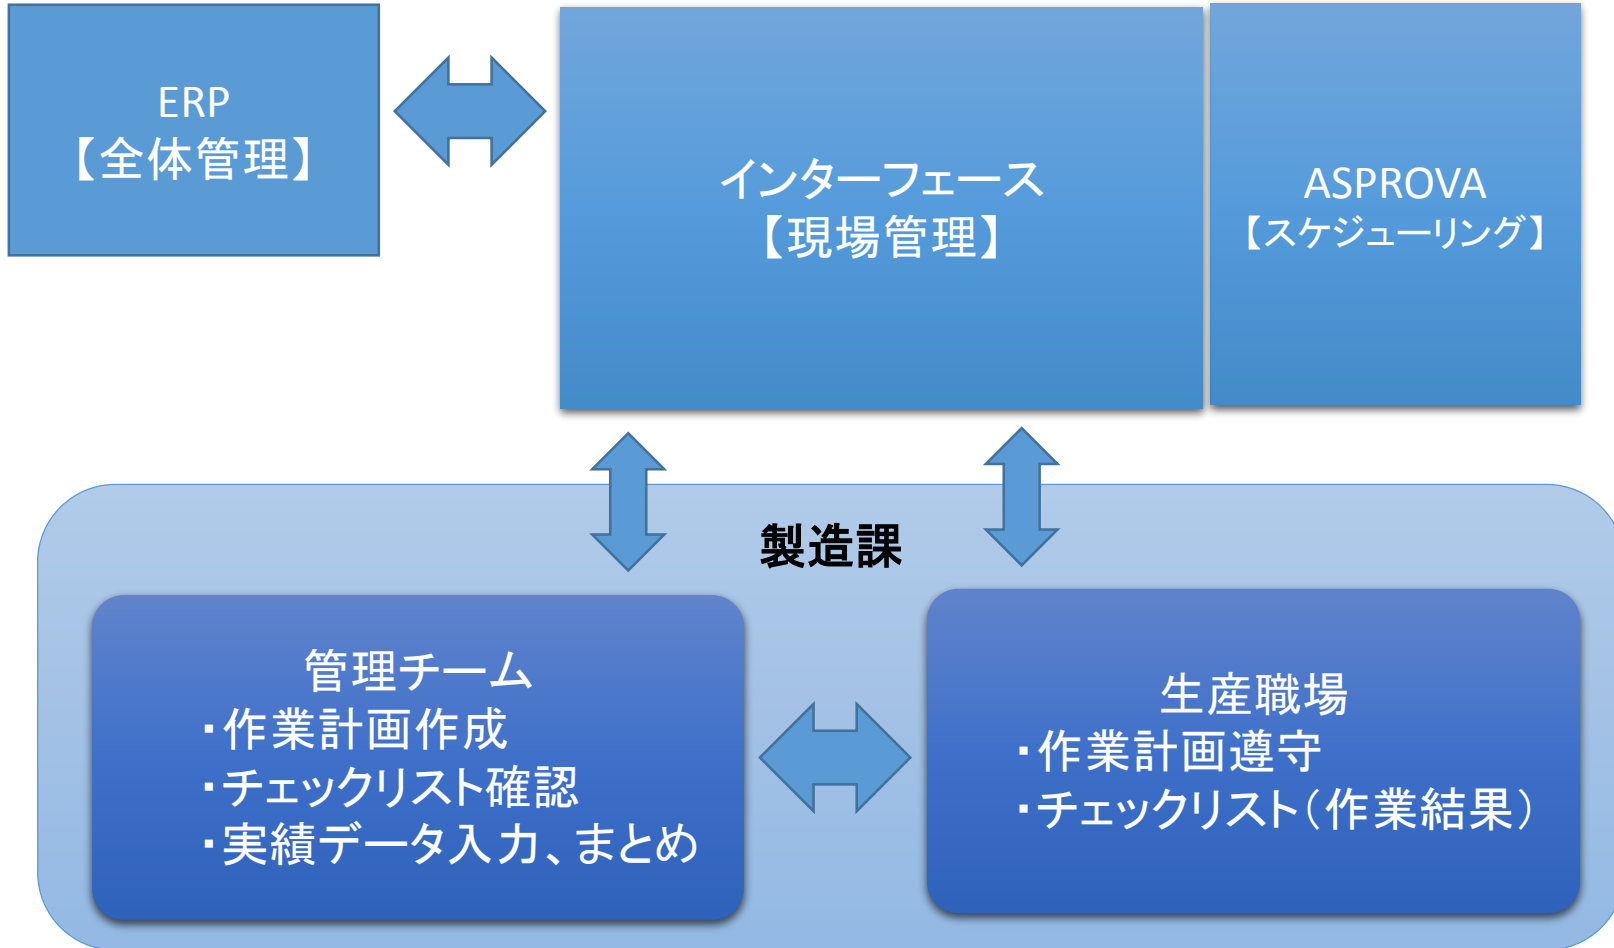 ERP
【全体管理】
インターフェース
【現場管理】
ASPROVA
【スケジューリング】
製造課
管理チーム
・作業計画作成
・チェックリスト確認
・実績データ入力、まとめ
生産職場
・作業計画遵守
・チェックリスト（作業結果）